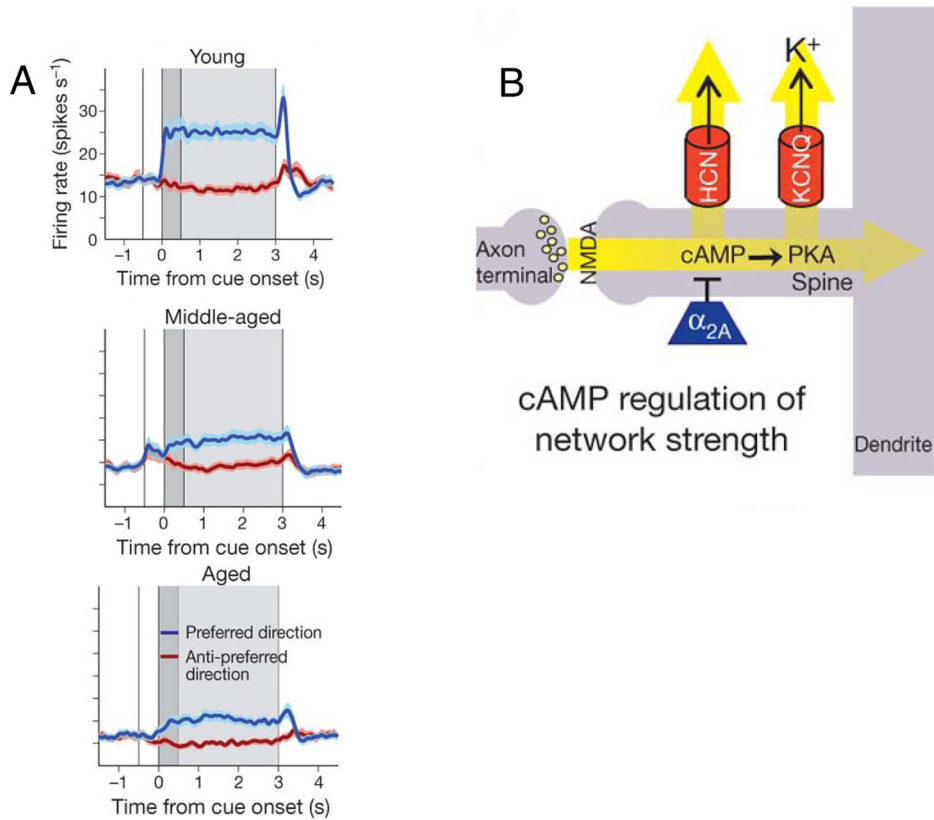 A
Young
Firing rate (spikes s⁻¹)
30
20
10
0
−1 0 1 2 3 4
Time from cue onset (s)
Middle-aged
−1 0 1 2 3 4
Time from cue onset (s)
Aged
Preferred direction
Anti-preferred
direction
−1 0 1 2 3 4
Time from cue onset (s)
B
K⁺
HCN
KCNQ
Axon
terminal
NMDA
cAMP
PKA
Spine
α2A
cAMP regulation of
network strength
Dendrite